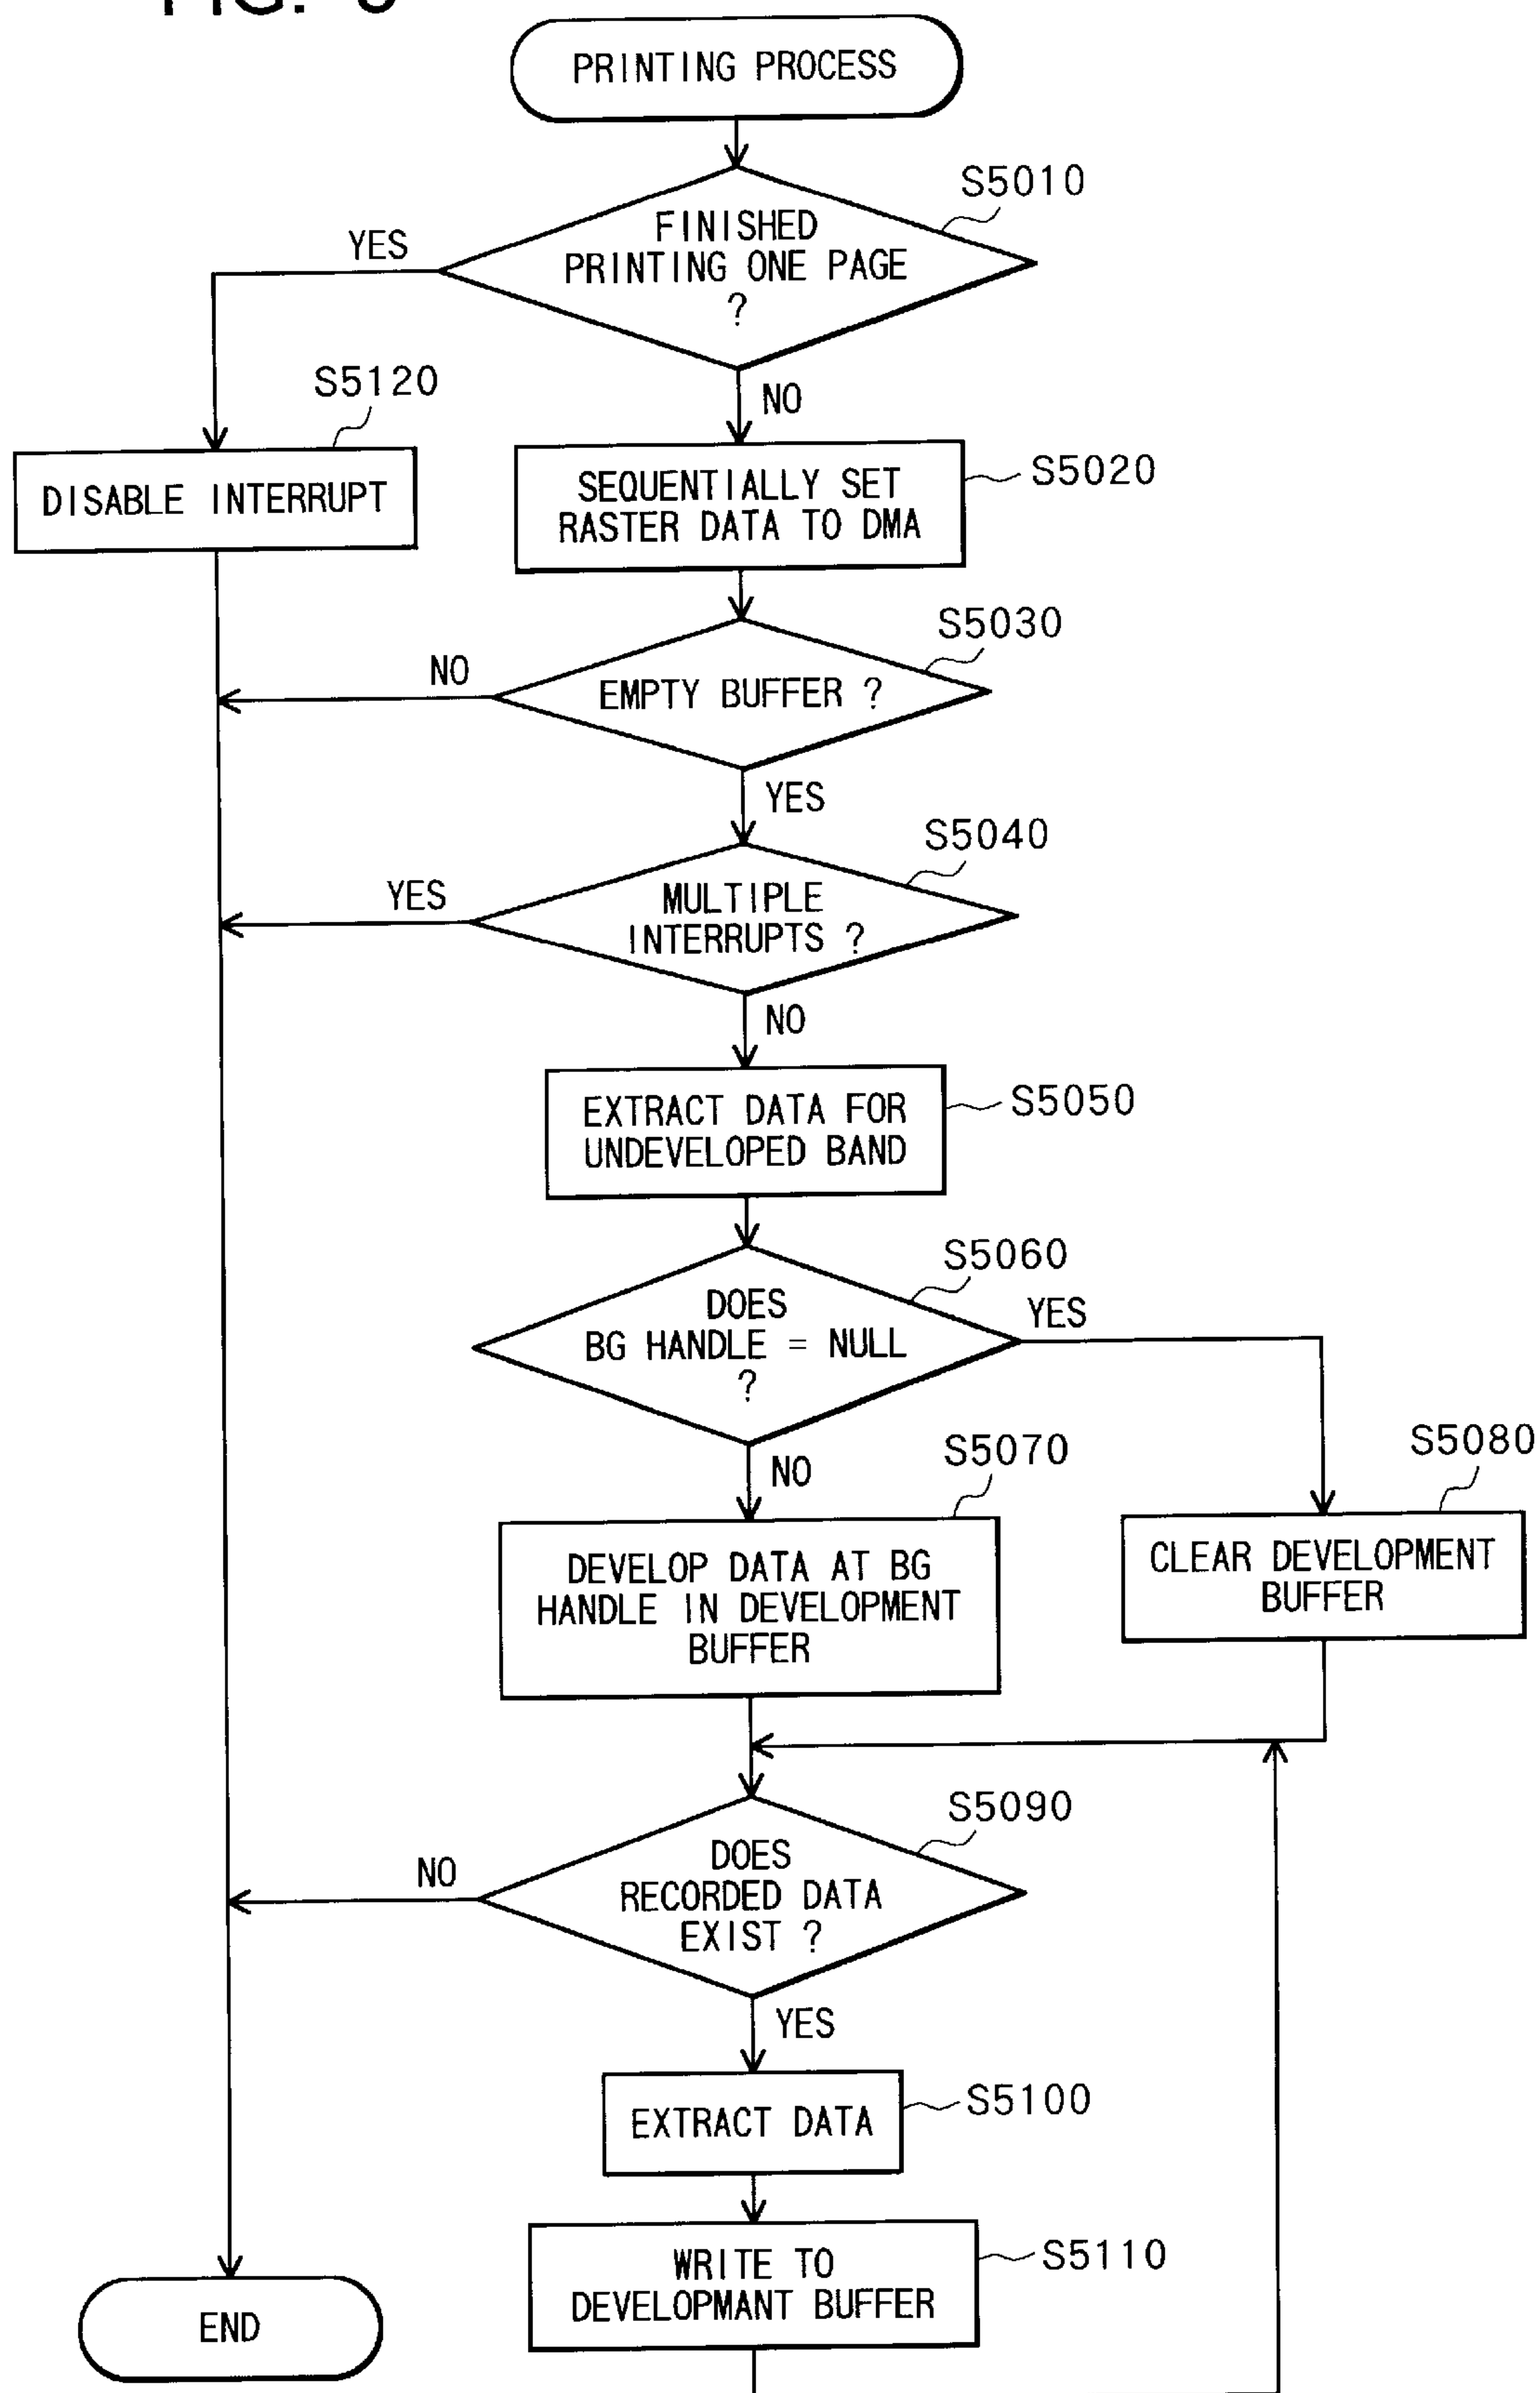 PRINTING PROCESS
S5010
FINISHED
PRINTING ONE PAGE
?
YES
NO
S5120
DISABLE INTERRUPT
SEQUENTIALLY SET
RASTER DATA TO DMA
S5020
S5030
EMPTY BUFFER ?
NO
YES
S5040
MULTIPLE
INTERRUPTS ?
YES
NO
EXTRACT DATA FOR
UNDEVELOPED BAND
S5050
S5060
DOES
BG HANDLE = NULL
?
YES
NO
S5070
DEVELOP DATA AT BG
HANDLE IN DEVELOPMENT
BUFFER
S5080
CLEAR DEVELOPMENT
BUFFER
S5090
DOES
RECORDED DATA
EXIST ?
NO
YES
EXTRACT DATA
S5100
WRITE TO
DEVELOPMANT BUFFER
S5110
END